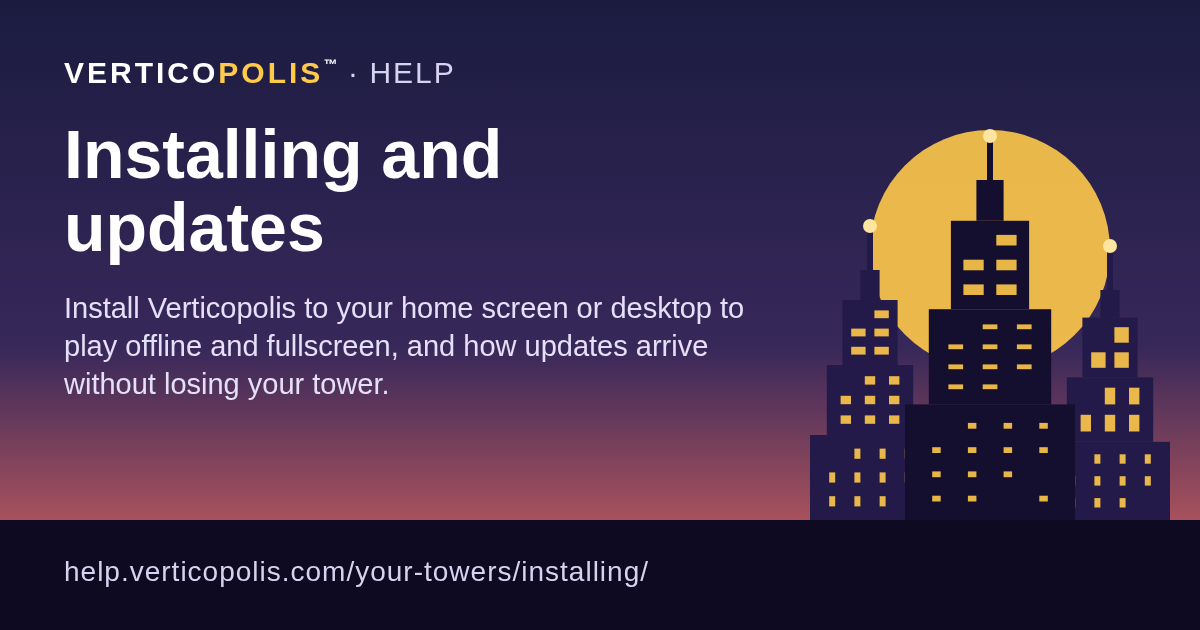 VERTICOPOLIS™ · HELP
Installing and
updates
Install Verticopolis to your home screen or desktop to
play offline and fullscreen, and how updates arrive
without losing your tower.
help.verticopolis.com/your-towers/installing/